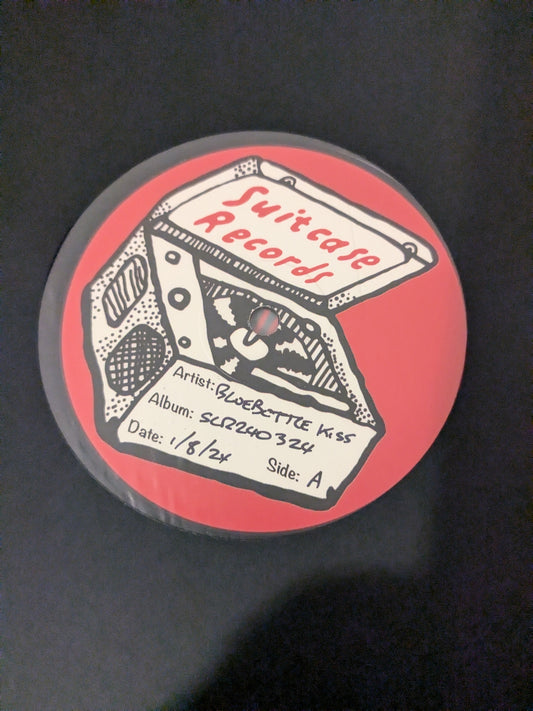 Suitcase
Records
Artist: BLUEBOTTLE KISS
Album: SCR240324
Date: 1/8/24
Side: A